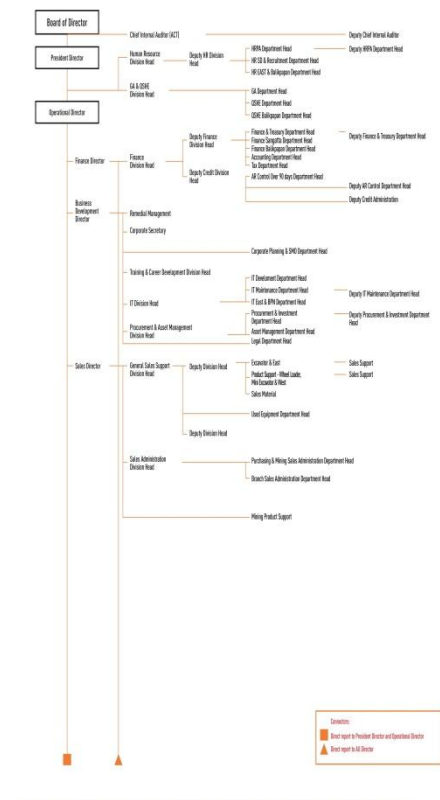 Board of Director
Chief Internal Auditor (ACT)
Deputy Chief Internal Auditor
President Director
Human Resource
Division Head
Deputy HR Division
Head
HRPA Department Head
Deputy HRPA Department Head
HR SD & Recruitment Department Head
HR EAST & Balikpapan Department Head
GA & QSHE
Division Head
GA Department Head
QSHE Department Head
QSHE Balikpapan Department Head
Operational Director
Finance Director
Finance
Division Head
Deputy Finance
Division Head
Finance & Treasury Department Head
Deputy Finance & Treasury Department Head
Finance Sangatta Department Head
Finance Balikpapan Department Head
Accounting Department Head
Tax Department Head
Deputy Credit Division
Head
AR Control Over 90 days Department Head
Deputy AR Control Department Head
Deputy Credit Administration
Business
Development
Director
Remedial Management
Corporate Secretary
Corporate Planning & SMO Department Head
Training & Career Development Division Head
IT Division Head
IT Develoment Department Head
IT Maintenance Department Head
Deputy IT Maintenance Department Head
IT East & BPM Department Head
Procurement & Asset Management
Division Head
Procurement & Investment
Department Head
Deputy Procurement & Investment Department
Head
Asset Management Department Head
Legal Department Head
Sales Director
General Sales Support
Division Head
Deputy Division Head
Excavator & East
Sales Support
Product Support - Wheel Loader,
Mini Excavator & West
Sales Support
Sales Material
Used Equipment Department Head
Deputy Division Head
Sales Administration
Division Head
Purchasing & Mining Sales Administration Department Head
Branch Sales Administration Department Head
Mining Product Support
Connectors:
Direct report to President Director and Operational Director
Direct report to All Director